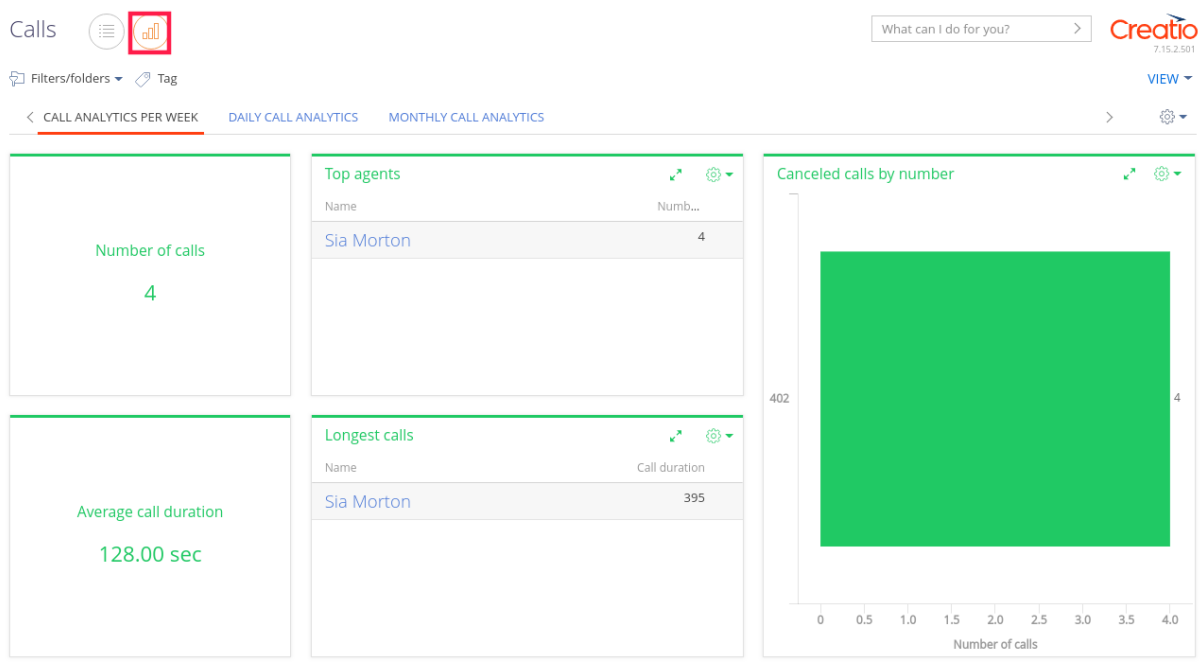 Calls
What can I do for you?
Creatio
7.15.2.501
Filters/folders
Tag
VIEW
CALL ANALYTICS PER WEEK
DAILY CALL ANALYTICS
MONTHLY CALL ANALYTICS
Number of calls
4
Top agents
Name Numb...
Sia Morton 4
Canceled calls by number
402
4
0 0.5 1.0 1.5 2.0 2.5 3.0 3.5 4.0
Number of calls
Average call duration
128.00 sec
Longest calls
Name Call duration
Sia Morton 395